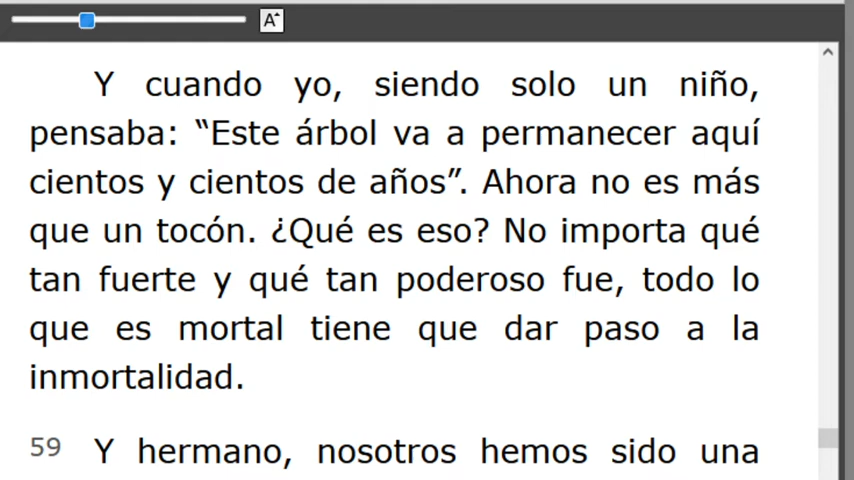 A
Y cuando yo, siendo solo un niño,
pensaba: “Este árbol va a permanecer aquí
cientos y cientos de años”. Ahora no es más
que un tocón. ¿Qué es eso? No importa qué
tan fuerte y qué tan poderoso fue, todo lo
que es mortal tiene que dar paso a la
inmortalidad.
59 Y hermano, nosotros hemos sido una